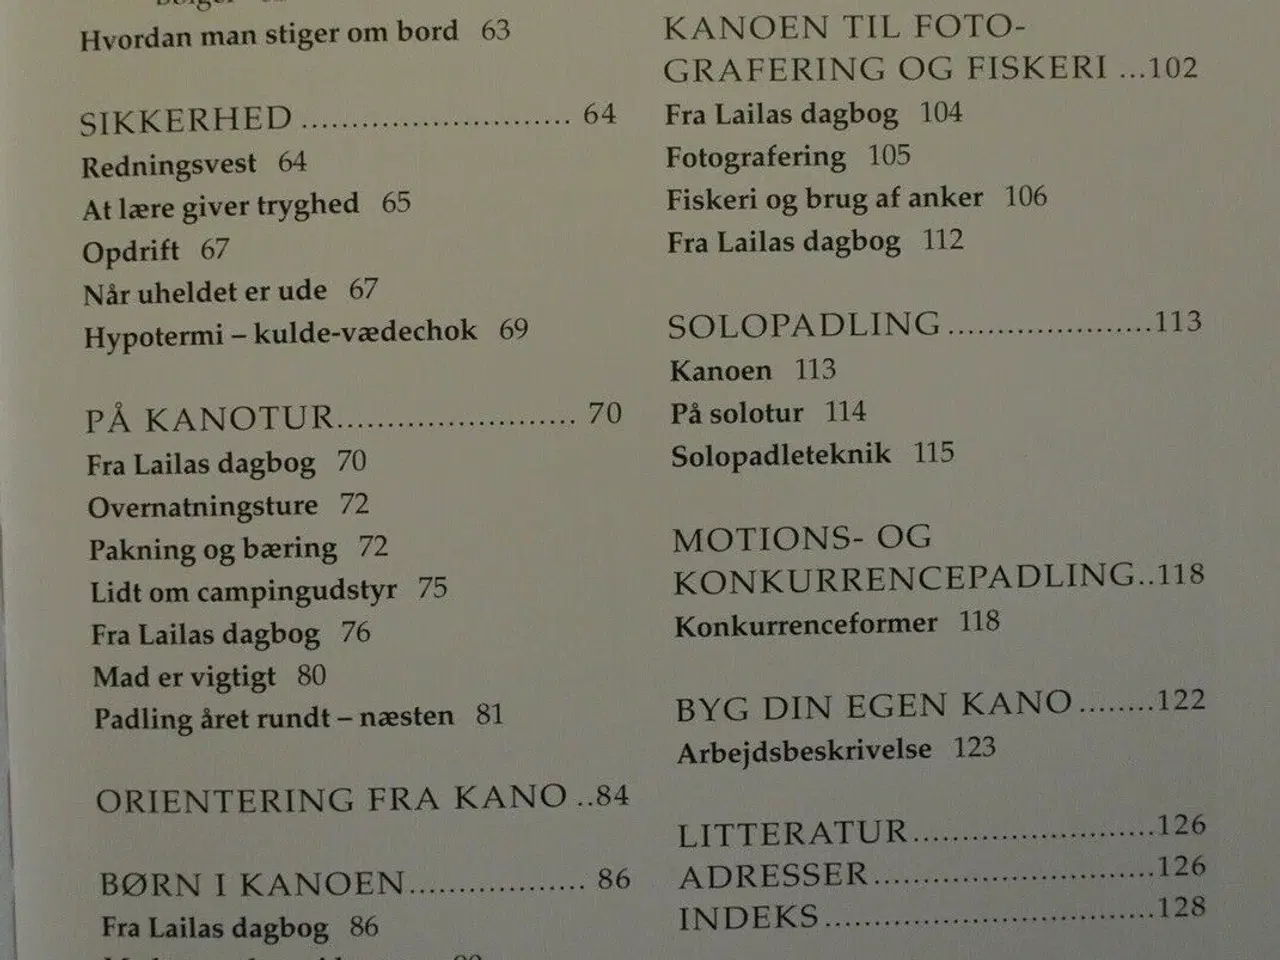 Hvordan man stiger om bord 63
SIKKERHED ........................... 64
Redningsvest 64
At lære giver tryghed 65
Opdrift 67
Når uheldet er ude 67
Hypotermi – kulde-vædechok 69
PÅ KANOTUR........................ 70
Fra Lailas dagbog 70
Overnatningsture 72
Pakning og bæring 72
Lidt om campingudstyr 75
Fra Lailas dagbog 76
Mad er vigtigt 80
Padling året rundt – næsten 81
ORIENTERING FRA KANO ..84
BØRN I KANOEN.................. 86
Fra Lailas dagbog 86
KANOEN TIL FOTO-
GRAFERING OG FISKERI ...102
Fra Lailas dagbog 104
Fotografering 105
Fiskeri og brug af anker 106
Fra Lailas dagbog 112
SOLOPADLING.....................113
Kanoen 113
På solotur 114
Solopadleteknik 115
MOTIONS- OG
KONKURRENCEPADLING..118
Konkurrenceformer 118
BYG DIN EGEN KANO........122
Arbejdsbeskrivelse 123
LITTERATUR.........................126
ADRESSER.............................126
INDEKS..................................128